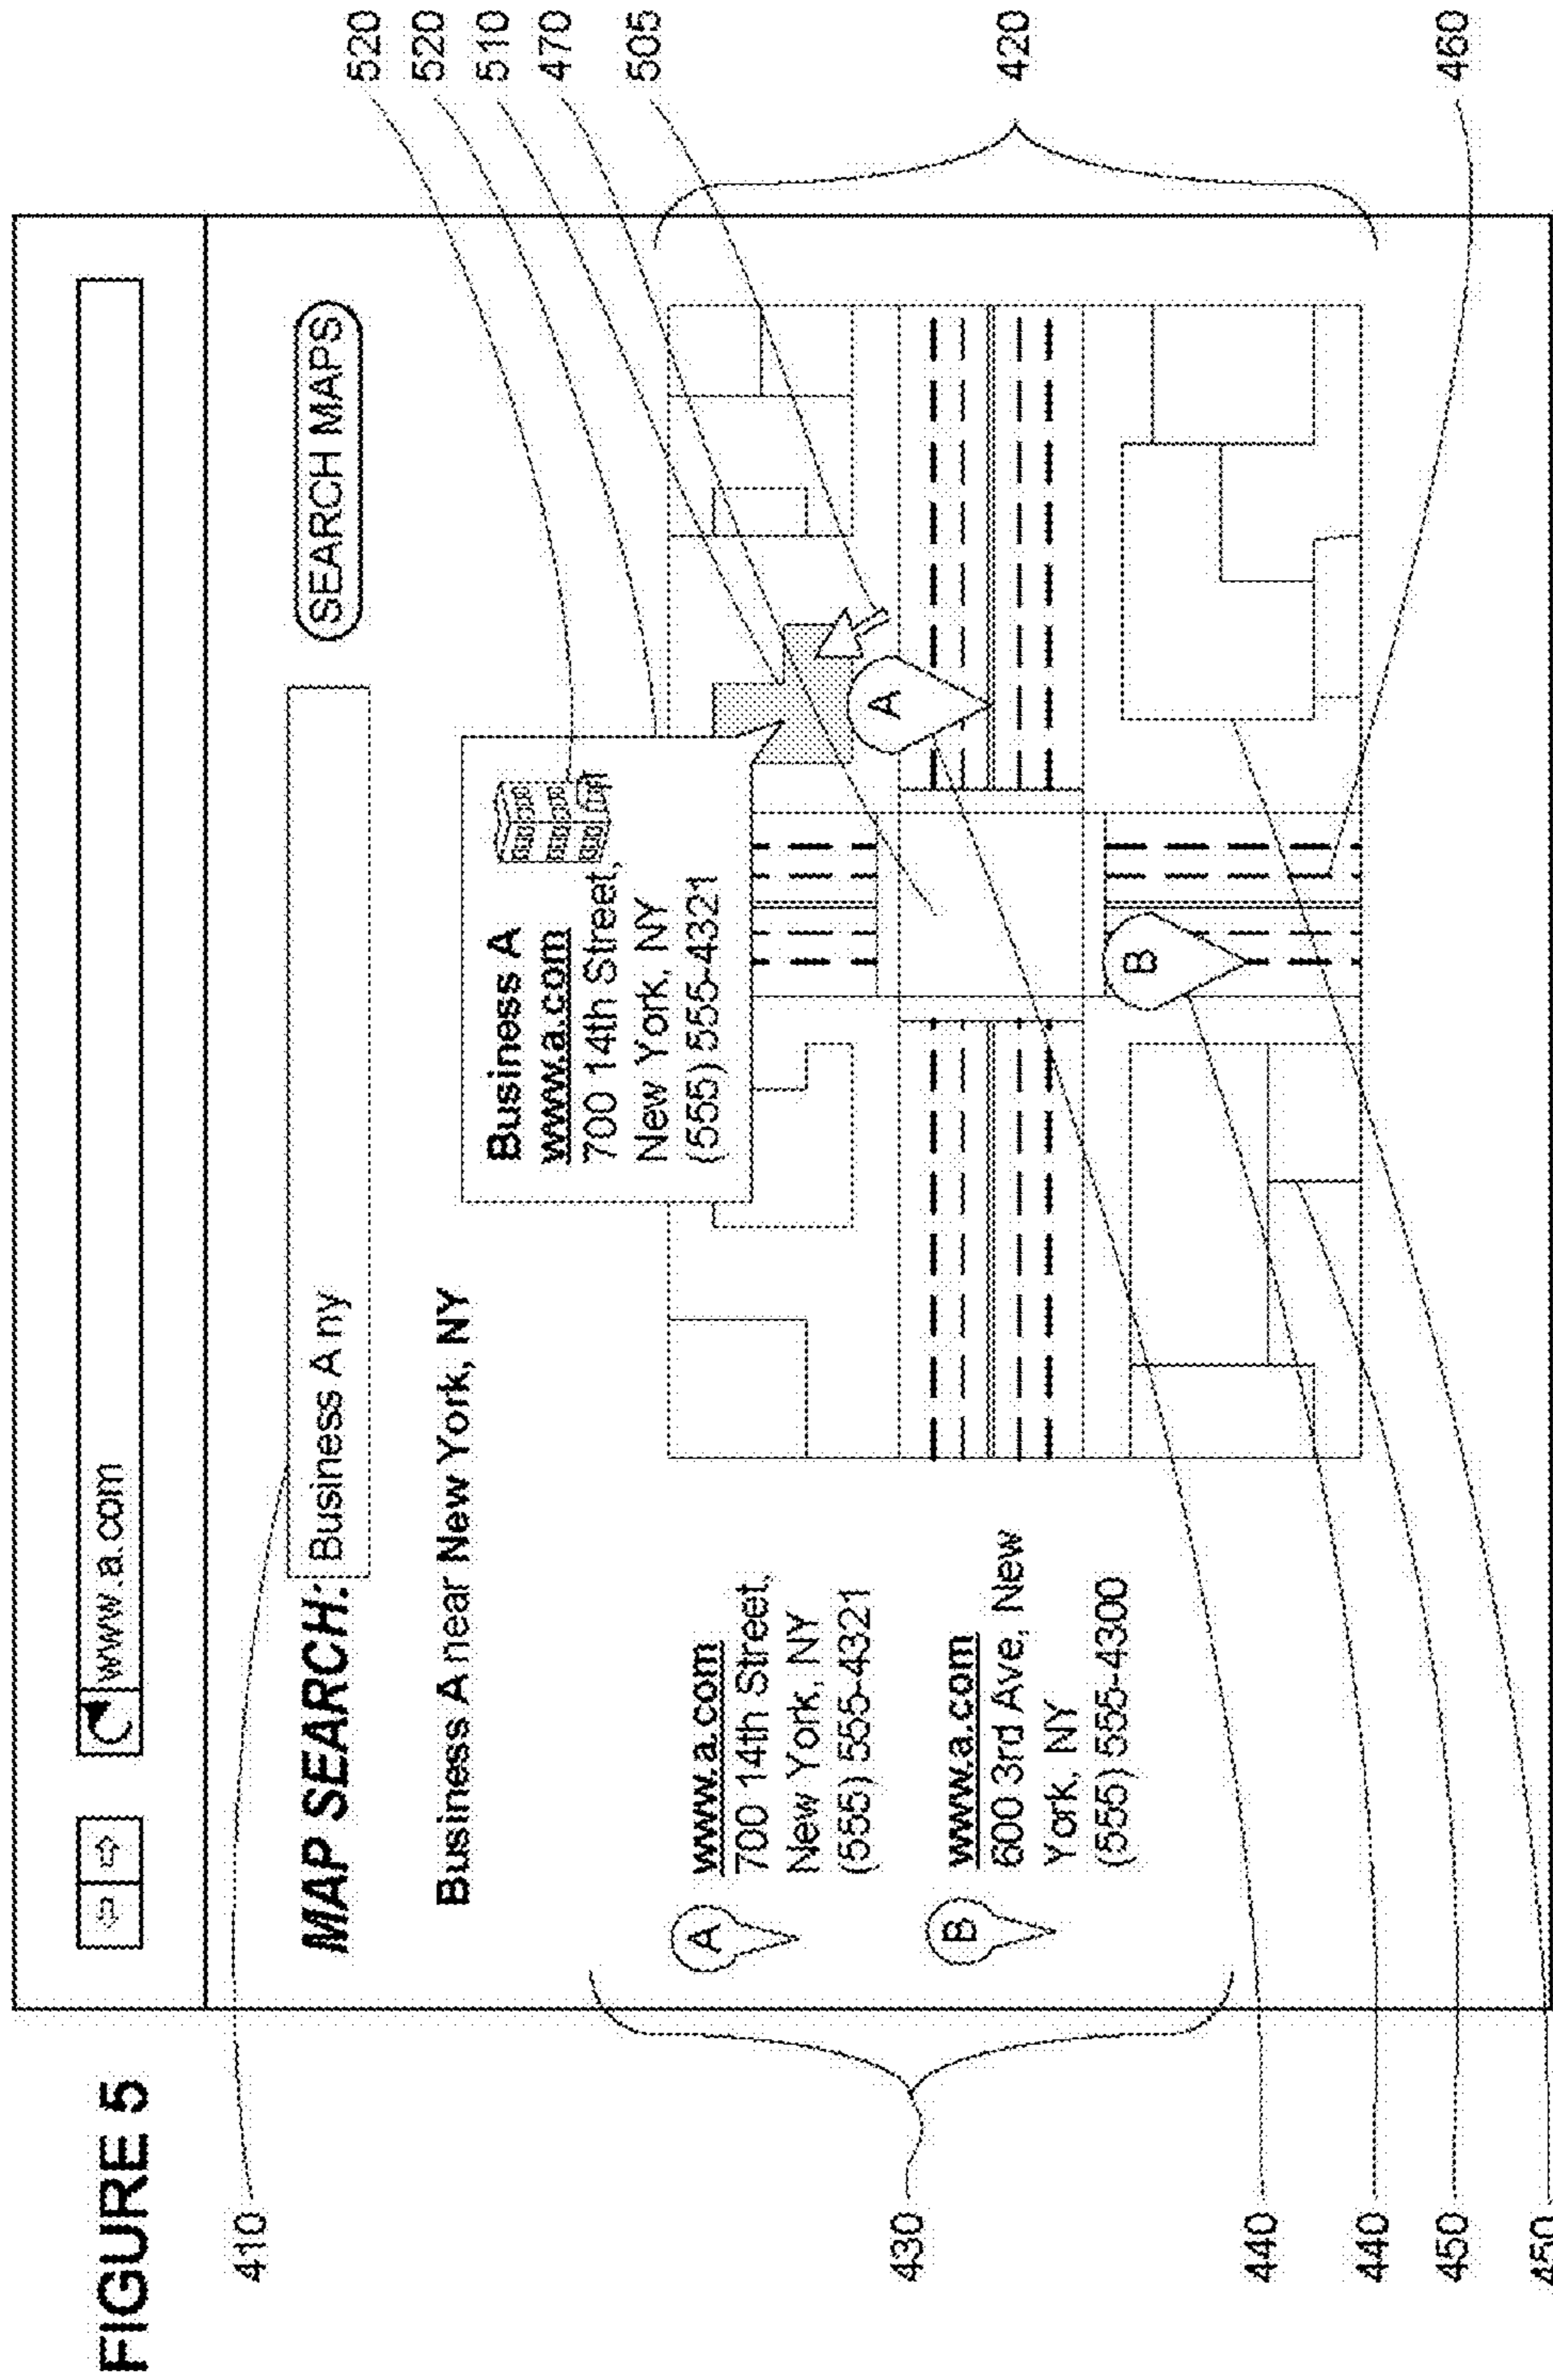 FIGURE 5
www.a.com
410
MAP SEARCH: Business A ny SEARCH MAPS
520
520
510
470
505
Business A near New York, NY
Business A
www.a.com
700 14th Street,
New York, NY
(555) 555-4321
430
A
www.a.com
700 14th Street,
New York, NY
(555) 555-4321
B
www.a.com
600 3rd Ave, New
York, NY
(555) 555-4300
A
B
420
460
440
440
450
450